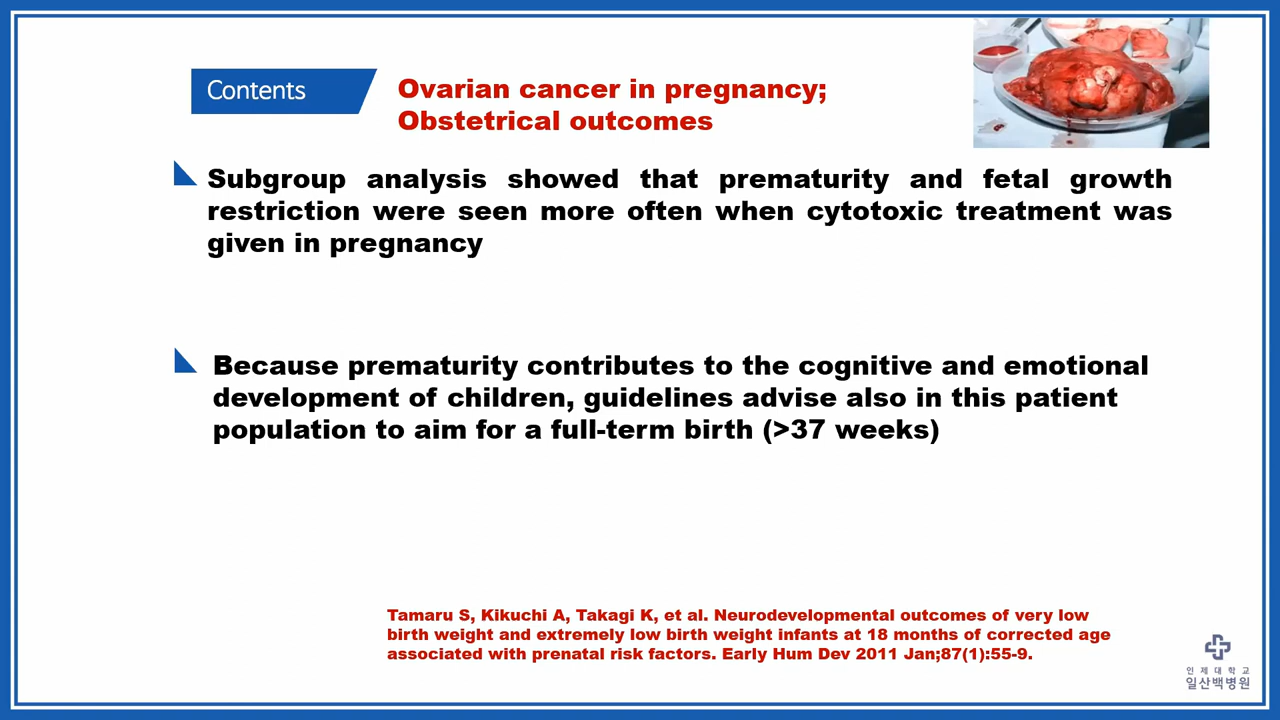 Contents
Ovarian cancer in pregnancy;
Obstetrical outcomes
Subgroup analysis showed that prematurity and fetal growth
restriction were seen more often when cytotoxic treatment was
given in pregnancy
Because prematurity contributes to the cognitive and emotional
development of children, guidelines advise also in this patient
population to aim for a full-term birth (>37 weeks)
Tamaru S, Kikuchi A, Takagi K, et al. Neurodevelopmental outcomes of very low
birth weight and extremely low birth weight infants at 18 months of corrected age
associated with prenatal risk factors. Early Hum Dev 2011 Jan;87(1):55-9.
인제대학교
일산백병원